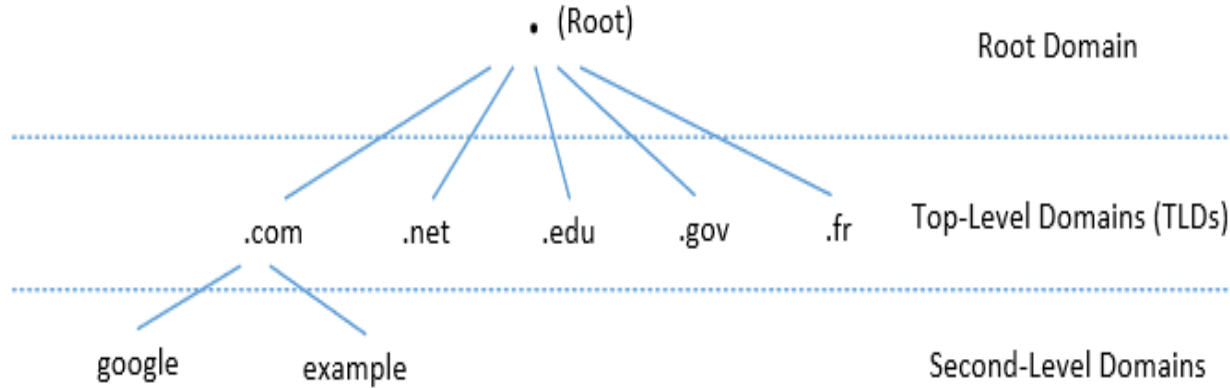 . (Root)
Root Domain
.com .net .edu .gov .fr Top-Level Domains (TLDs)
google example Second-Level Domains